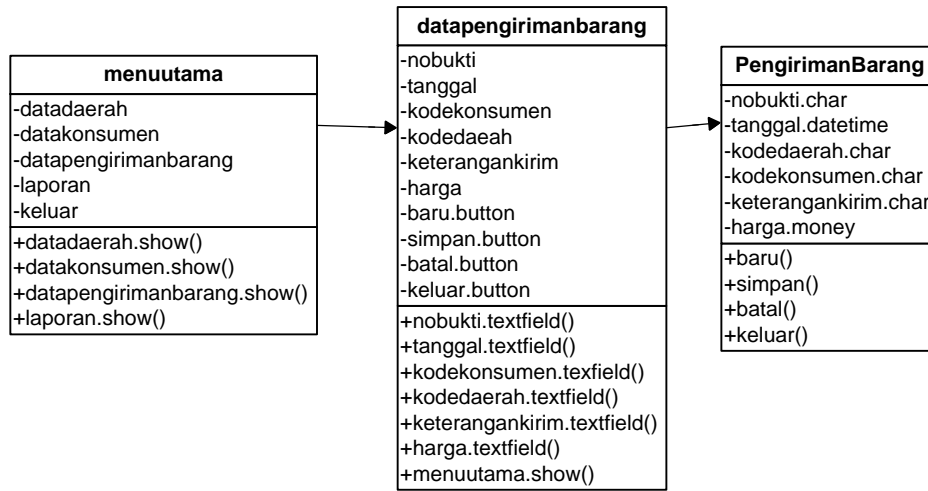 menuutama
-datadaerah
-datakonsumen
-datapengirimanbarang
-laporan
-keluar
+datadaerah.show()
+datakonsumen.show()
+datapengirimanbarang.show()
+laporan.show()
datapengirimanbarang
-nobukti
-tanggal
-kodekonsumen
-kodedaeah
-keterangankirim
-harga
-baru.button
-simpan.button
-batal.button
-keluar.button
+nobukti.textfield()
+tanggal.textfield()
+kodekonsumen.texfield()
+kodedaerah.textfield()
+keterangankirim.textfield()
+harga.textfield()
+menuutama.show()
PengirimanBarang
-nobukti.char
-tanggal.datetime
-kodedaerah.char
-kodekonsumen.char
-keterangankirim.char
-harga.money
+baru()
+simpan()
+batal()
+keluar()